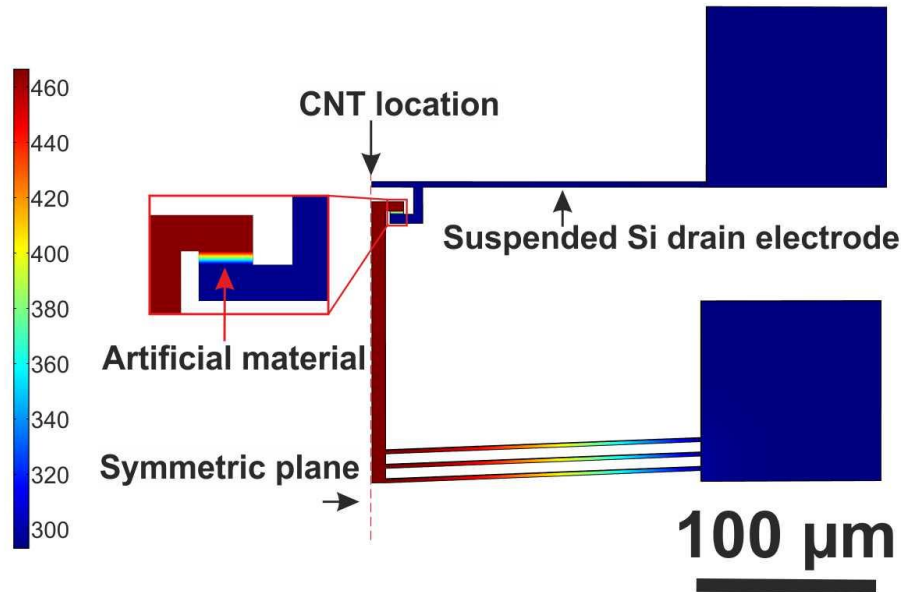 CNT location
460
440
420
400
380
360
340
320
300
Suspended Si drain electrode
Artificial material
Symmetric plane
100 µm